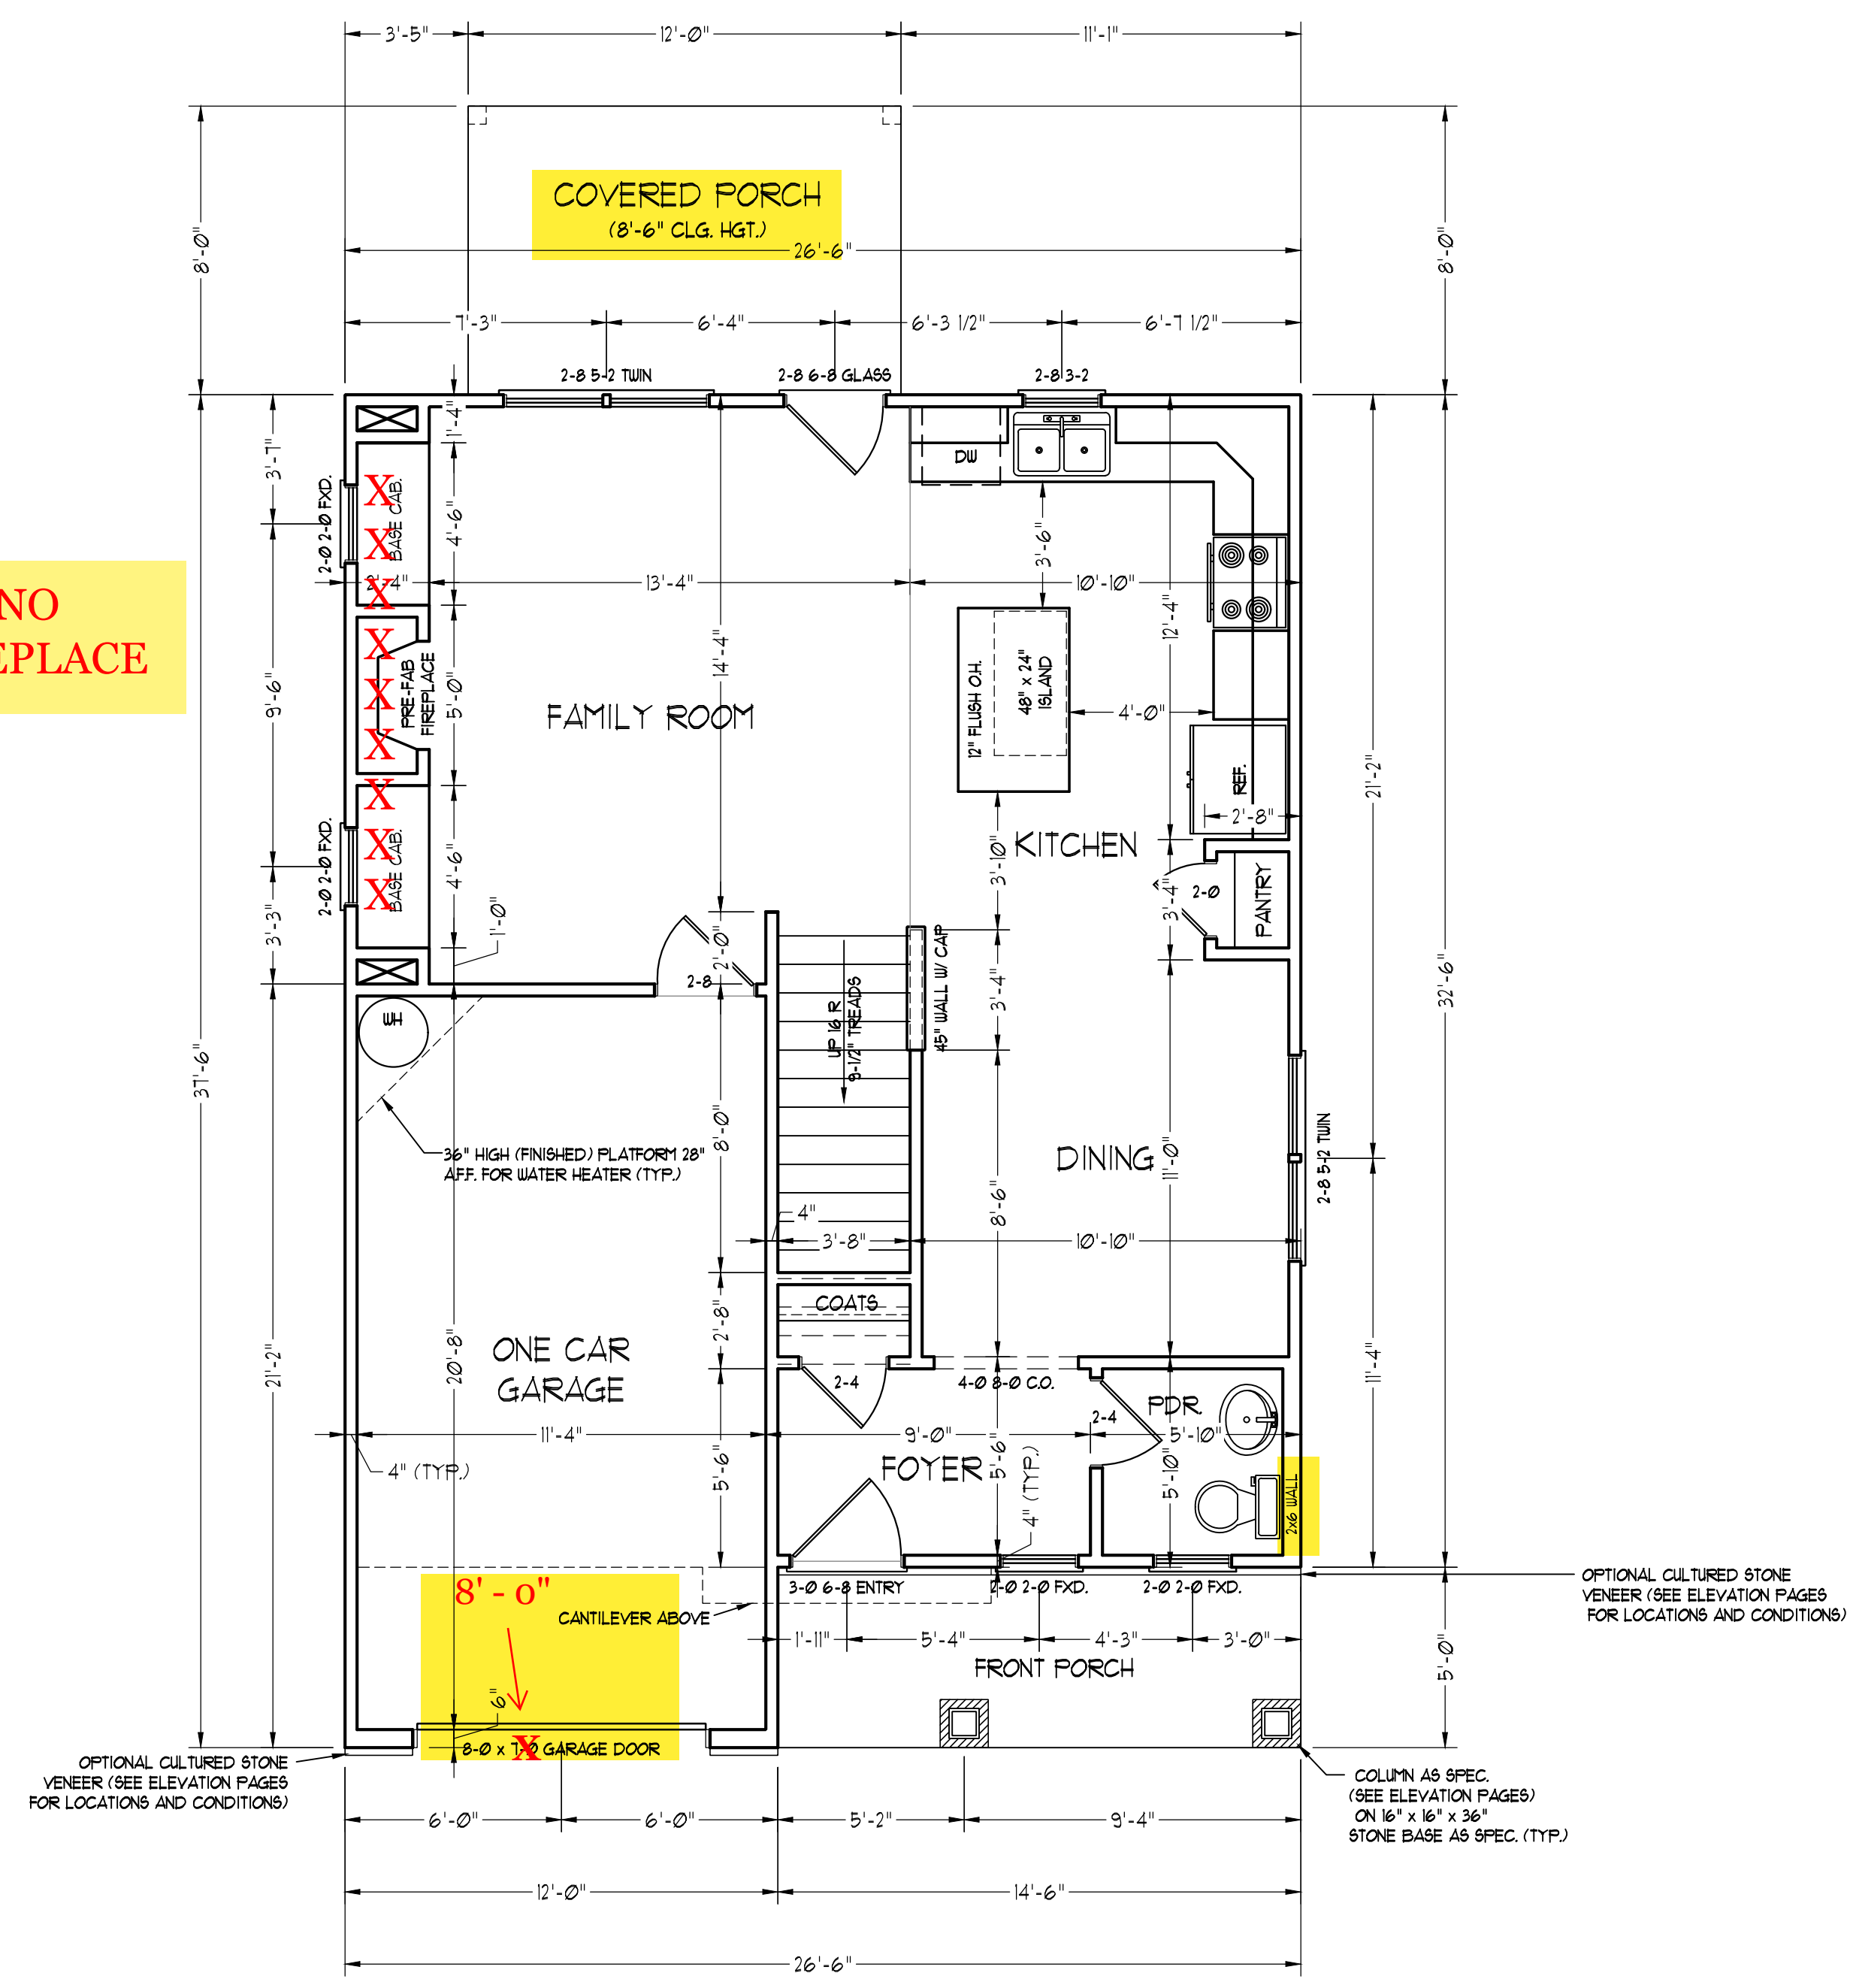 3'-5"
12'-0"
11'-1"
COVERED PORCH
(8'-6" CLG. HGT.)
26'-6"
8'-0"
8'-0"
7'-3"
6'-4"
6'-3 1/2"
6'-7 1/2"
2-8 5-2 TWIN
2-8 6-8 GLASS
2-8 3-2
1'-4"
3'-7"
2-0 2-0 FXD.
X
X
X
BASE CAB.
4'-6"
DW
3'-6"
2'-4"
13'-4"
10'-10"
12'-4"
NO
EPLACE
X
X
X
PRE-FAB
FIREPLACE
5'-0"
9'-6"
14'-4"
FAMILY ROOM
12" FLUSH O.H.
48" x 24"
ISLAND
4'-0"
REF.
2'-8"
21'-2"
X
X
X
2-0 2-0 FXD.
BASE CAB.
4'-6"
3'-10"
KITCHEN
2-0
3'-4"
PANTRY
3'-3"
1'-0"
2'-0"
2-8
UP 16 R
9-1/2" TREADS
45" WALL W/ CAP
3'-4"
32'-6"
WH
37'-6"
36" HIGH (FINISHED) PLATFORM 28"
A.F.F. FOR WATER HEATER (TYP.)
8'-0"
DINING
11'-0"
2-8 5-2 TWIN
8'-6"
4"
3'-8"
10'-10"
COATS
2'-8"
ONE CAR
GARAGE
20'-8"
21'-2"
11'-4"
2-4
4-0 8-0 C.O.
2-4
PDR.
11'-4"
9'-0"
5'-10"
4" (TYP.)
5'-6"
FOYER
5'-6"
4" (TYP.)
5'-10"
2x6 WALL
8' - 0"
3-0 6-8 ENTRY
2-0 2-0 FXD.
2-0 2-0 FXD.
OPTIONAL CULTURED STONE
VENEER (SEE ELEVATION PAGES
FOR LOCATIONS AND CONDITIONS)
CANTILEVER ABOVE
1'-11"
5'-4"
4'-3"
3'-0"
FRONT PORCH
5'-0"
6"
X
8-0 x 7-0 GARAGE DOOR
OPTIONAL CULTURED STONE
VENEER (SEE ELEVATION PAGES
FOR LOCATIONS AND CONDITIONS)
COLUMN AS SPEC.
(SEE ELEVATION PAGES)
ON 16" x 16" x 36"
STONE BASE AS SPEC. (TYP.)
6'-0"
6'-0"
5'-2"
9'-4"
12'-0"
14'-6"
26'-6"